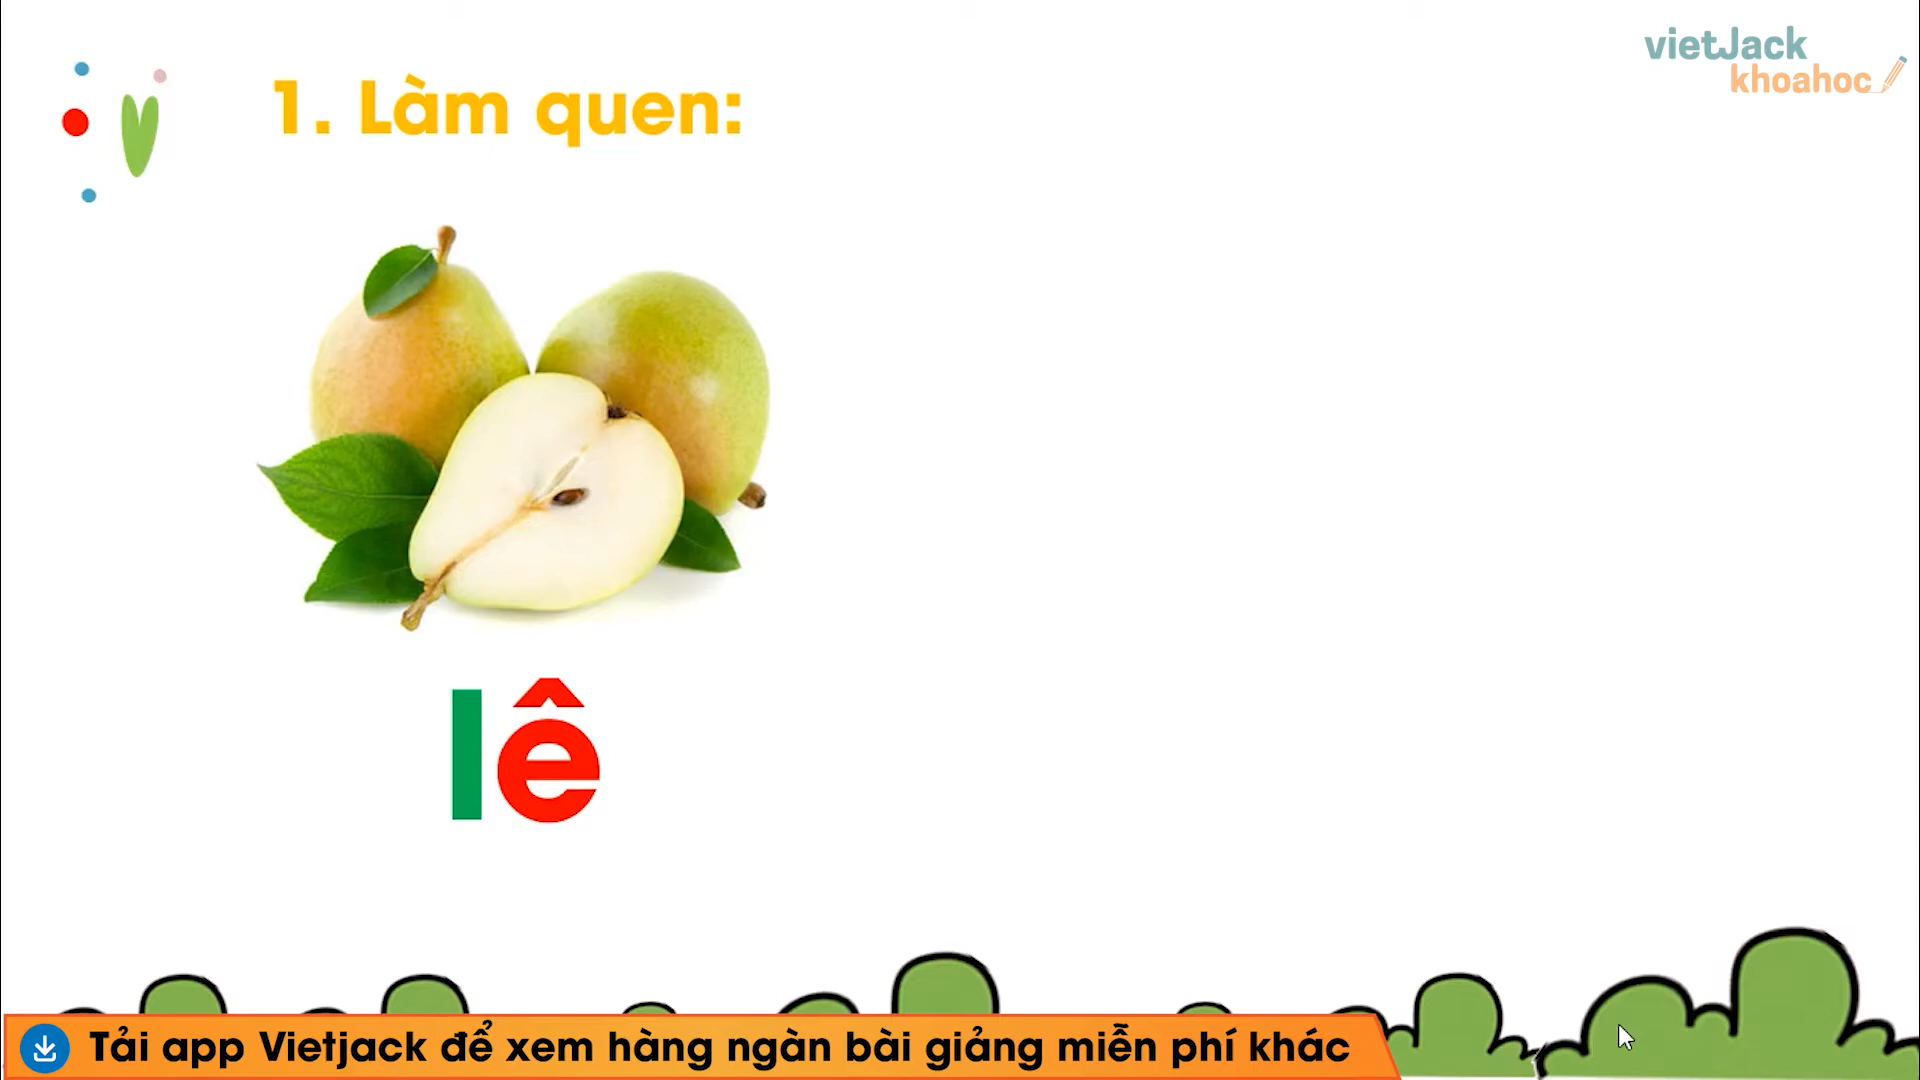 vietJack
khoahoc
1. Làm quen:
lê
Tải app Vietjack để xem hàng ngàn bài giảng miễn phí khác